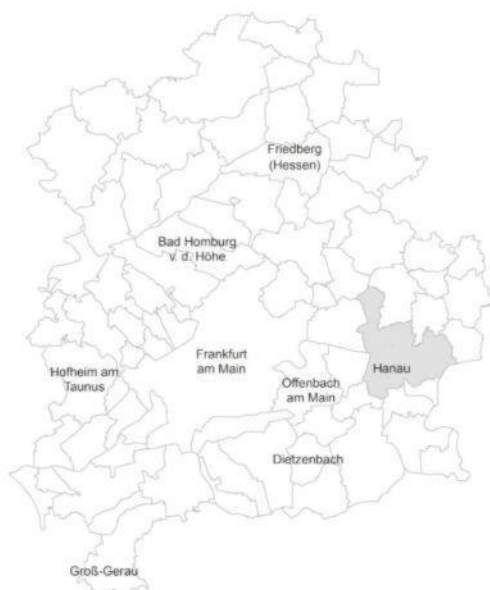 Friedberg
(Hessen)
Bad Homburg
v. d. Höhe
Frankfurt
am Main
Hofheim am
Taunus
Offenbach
am Main
Hanau
Dietzenbach
Groß-Gerau